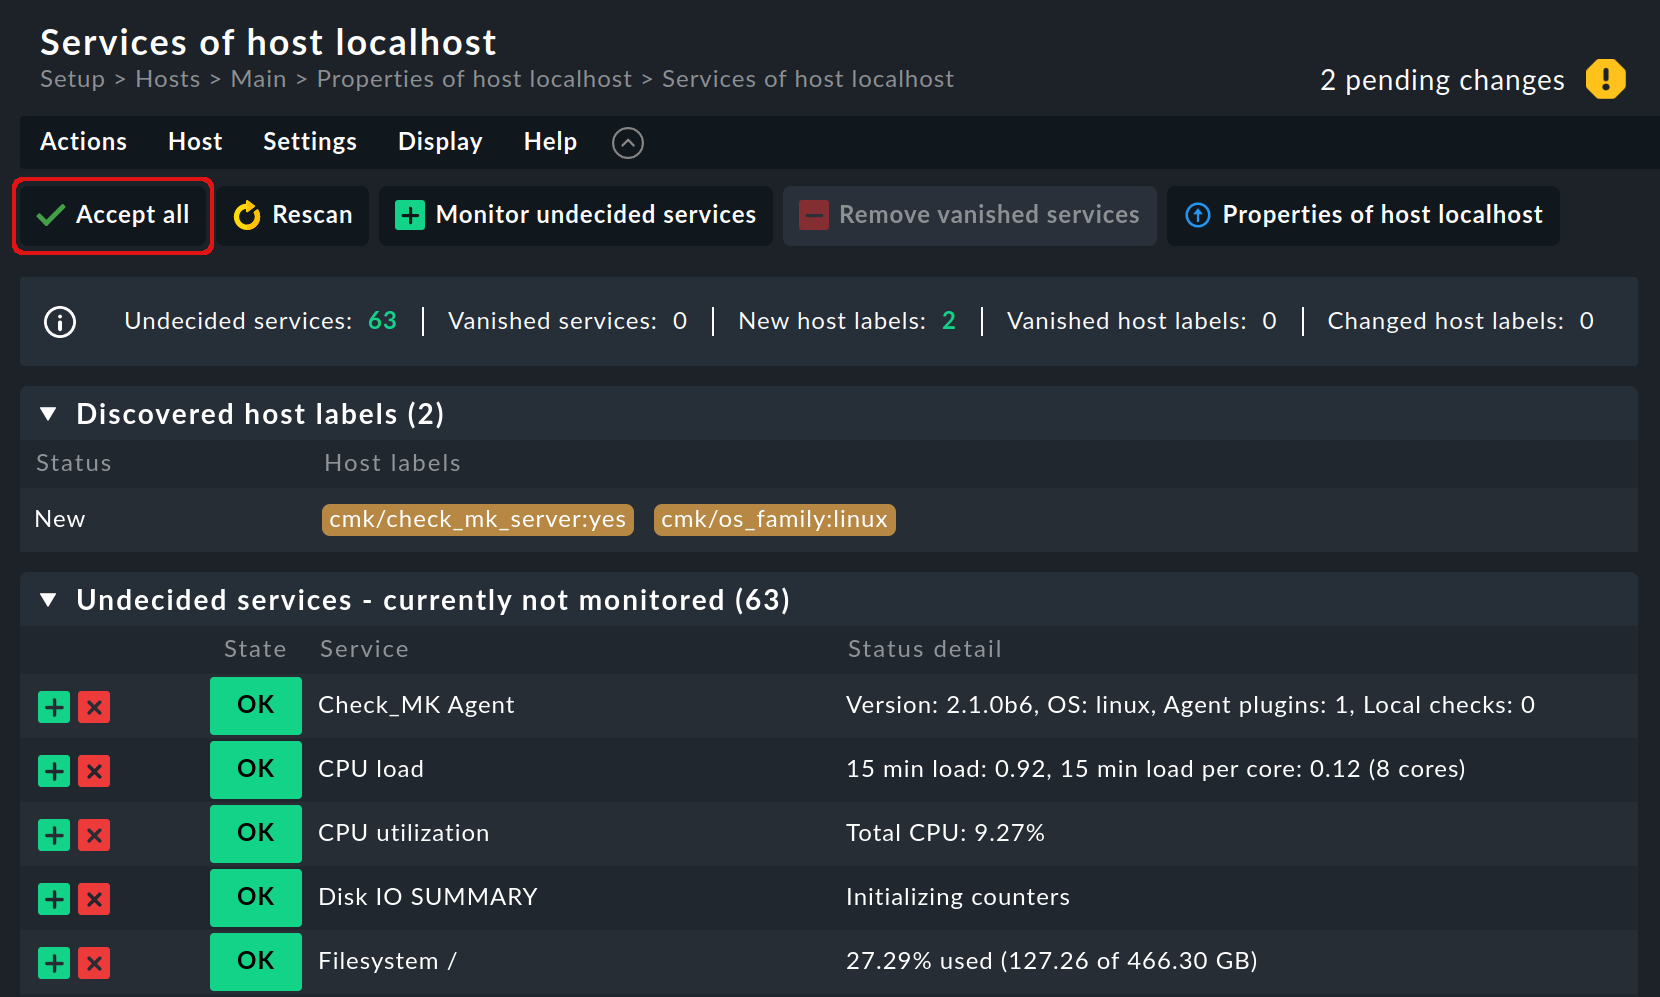 Services of host localhost
Setup > Hosts > Main > Properties of host localhost > Services of host localhost
2 pending changes
Actions Host Settings Display Help
Accept all Rescan Monitor undecided services Remove vanished services Properties of host localhost
Undecided services: 63 | Vanished services: 0 | New host labels: 2 | Vanished host labels: 0 | Changed host labels: 0
Discovered host labels (2)
Status Host labels
New cmk/check_mk_server:yes cmk/os_family:linux
Undecided services - currently not monitored (63)
State Service Status detail
OK Check_MK Agent Version: 2.1.0b6, OS: linux, Agent plugins: 1, Local checks: 0
OK CPU load 15 min load: 0.92, 15 min load per core: 0.12 (8 cores)
OK CPU utilization Total CPU: 9.27%
OK Disk IO SUMMARY Initializing counters
OK Filesystem / 27.29% used (127.26 of 466.30 GB)